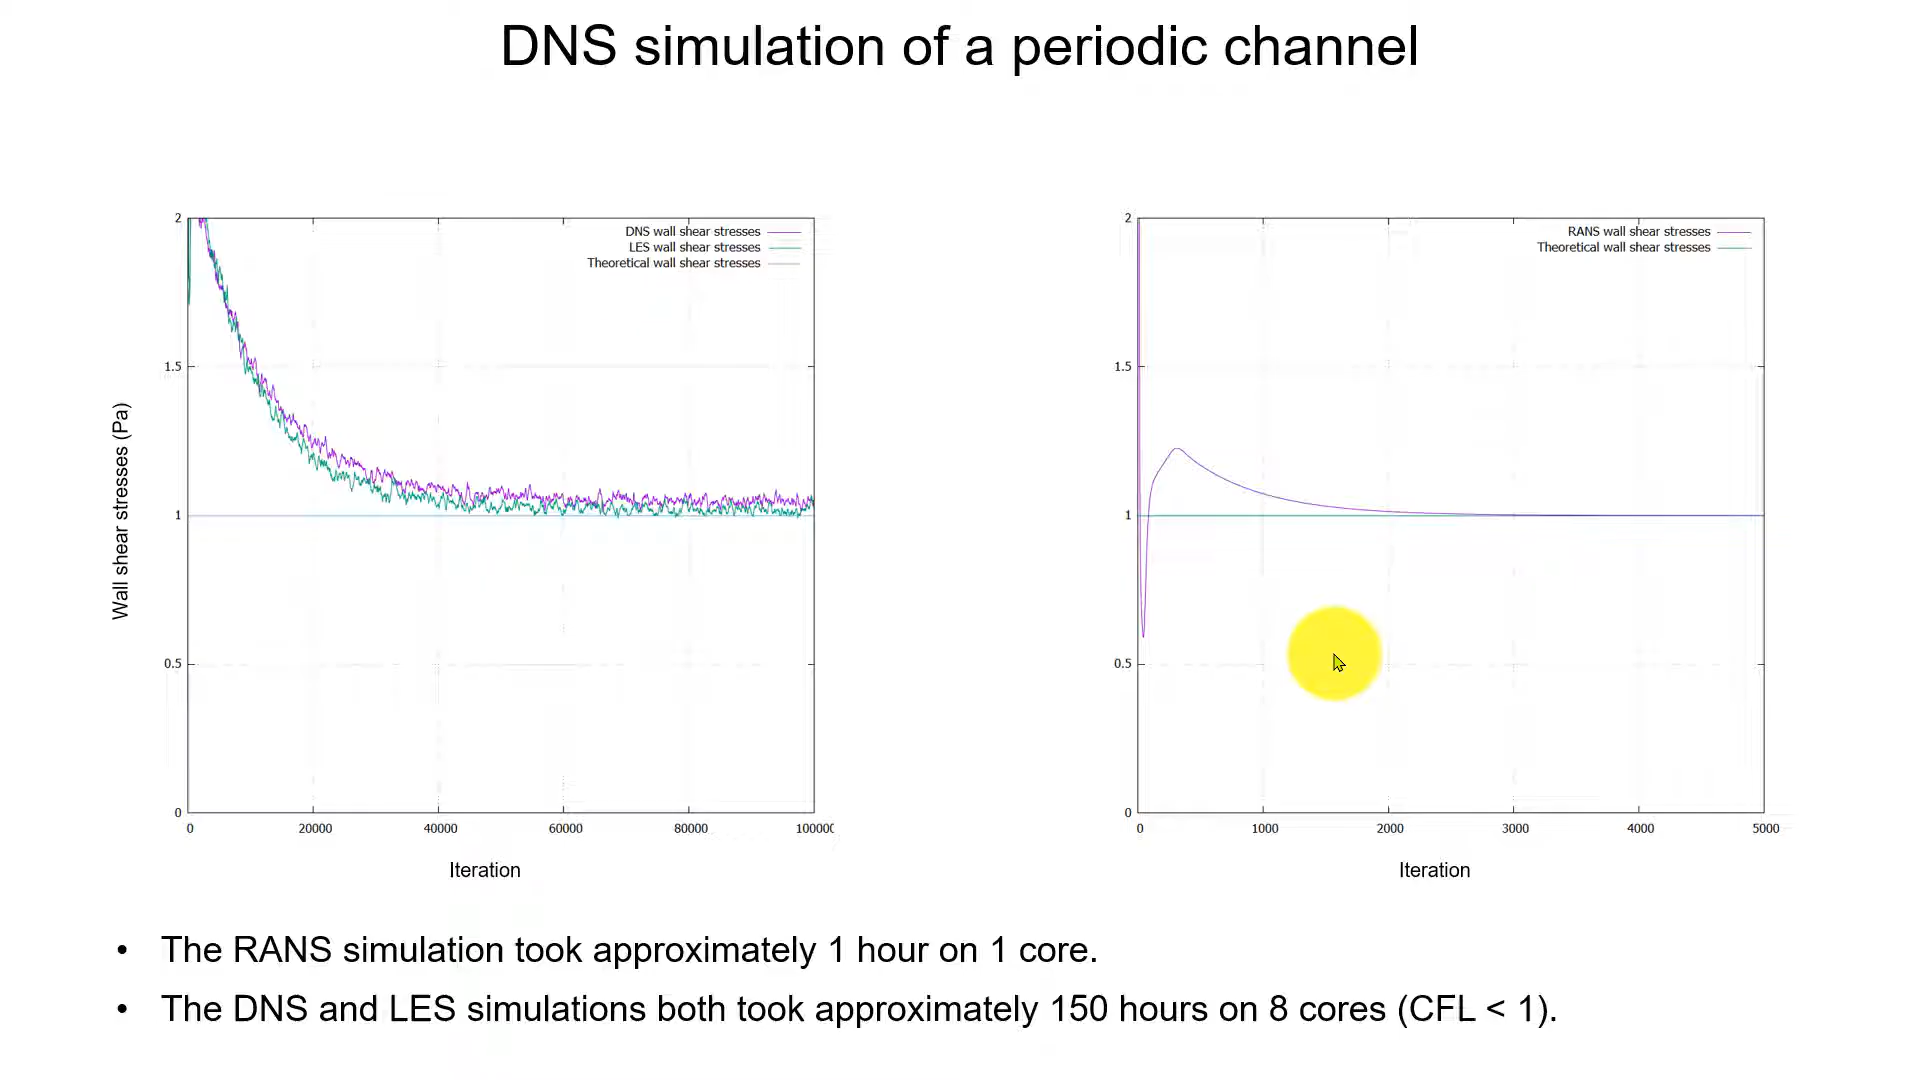 DNS simulation of a periodic channel
Wall shear stresses (Pa)
2
1.5
1
0.5
0
DNS wall shear stresses
LES wall shear stresses
Theoretical wall shear stresses
0 20000 40000 60000 80000 100000
Iteration
2
1.5
1
0.5
0
RANS wall shear stresses
Theoretical wall shear stresses
0 1000 2000 3000 4000 5000
Iteration
• The RANS simulation took approximately 1 hour on 1 core.
• The DNS and LES simulations both took approximately 150 hours on 8 cores (CFL < 1).